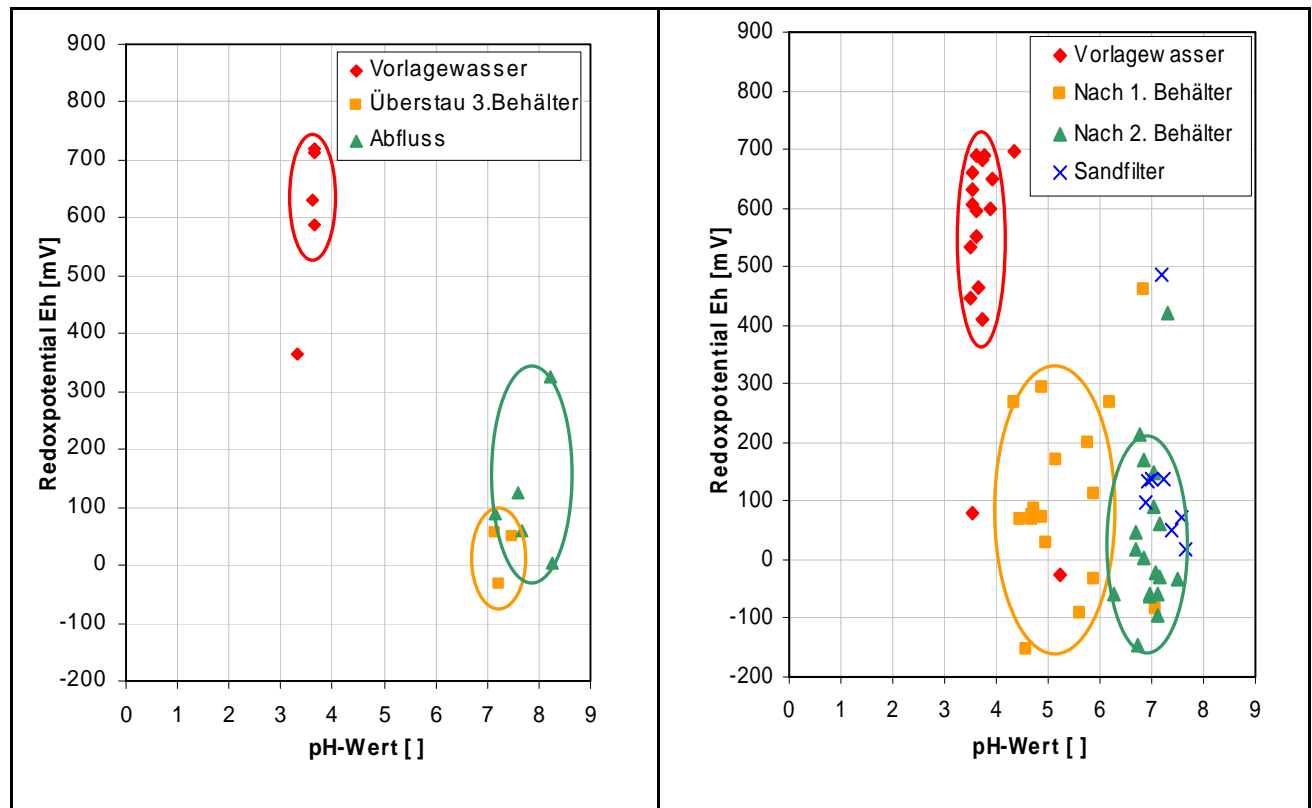 900
800
700
600
500
400
300
200
100
0
-100
-200
Redoxpotential Eh [mV]
0 1 2 3 4 5 6 7 8 9
pH-Wert [ ]
Vorlagewasser
Überstau 3.Behälter
Abfluss
900
800
700
600
500
400
300
200
100
0
-100
-200
Redoxpotential Eh [mV]
0 1 2 3 4 5 6 7 8 9
pH-Wert [ ]
Vorlagewasser
Nach 1. Behälter
Nach 2. Behälter
Sandfilter